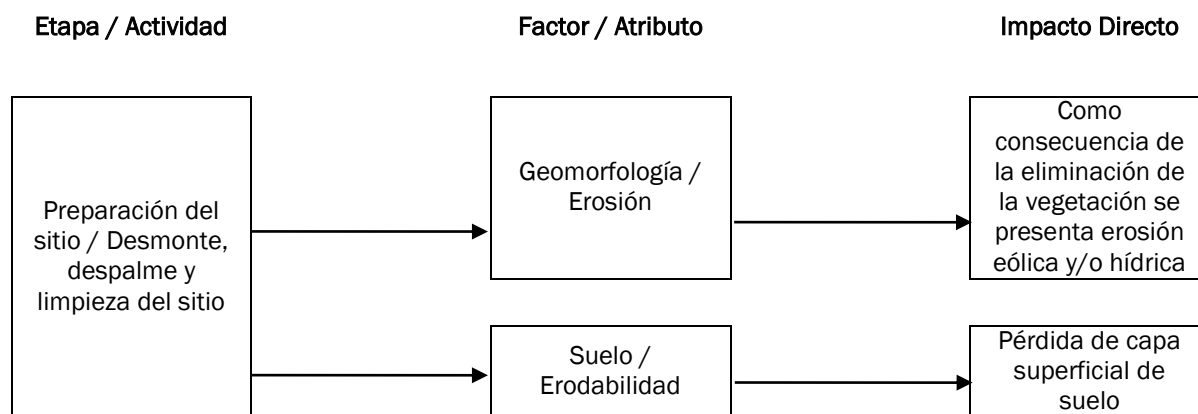 Etapa / Actividad
Factor / Atributo
Impacto Directo
Preparación del
sitio / Desmonte,
despalme y
limpieza del sitio
Geomorfología /
Erosión
Como
consecuencia de
la eliminación de
la vegetación se
presenta erosión
eólica y/o hídrica
Suelo /
Erodabilidad
Pérdida de capa
superficial de
suelo